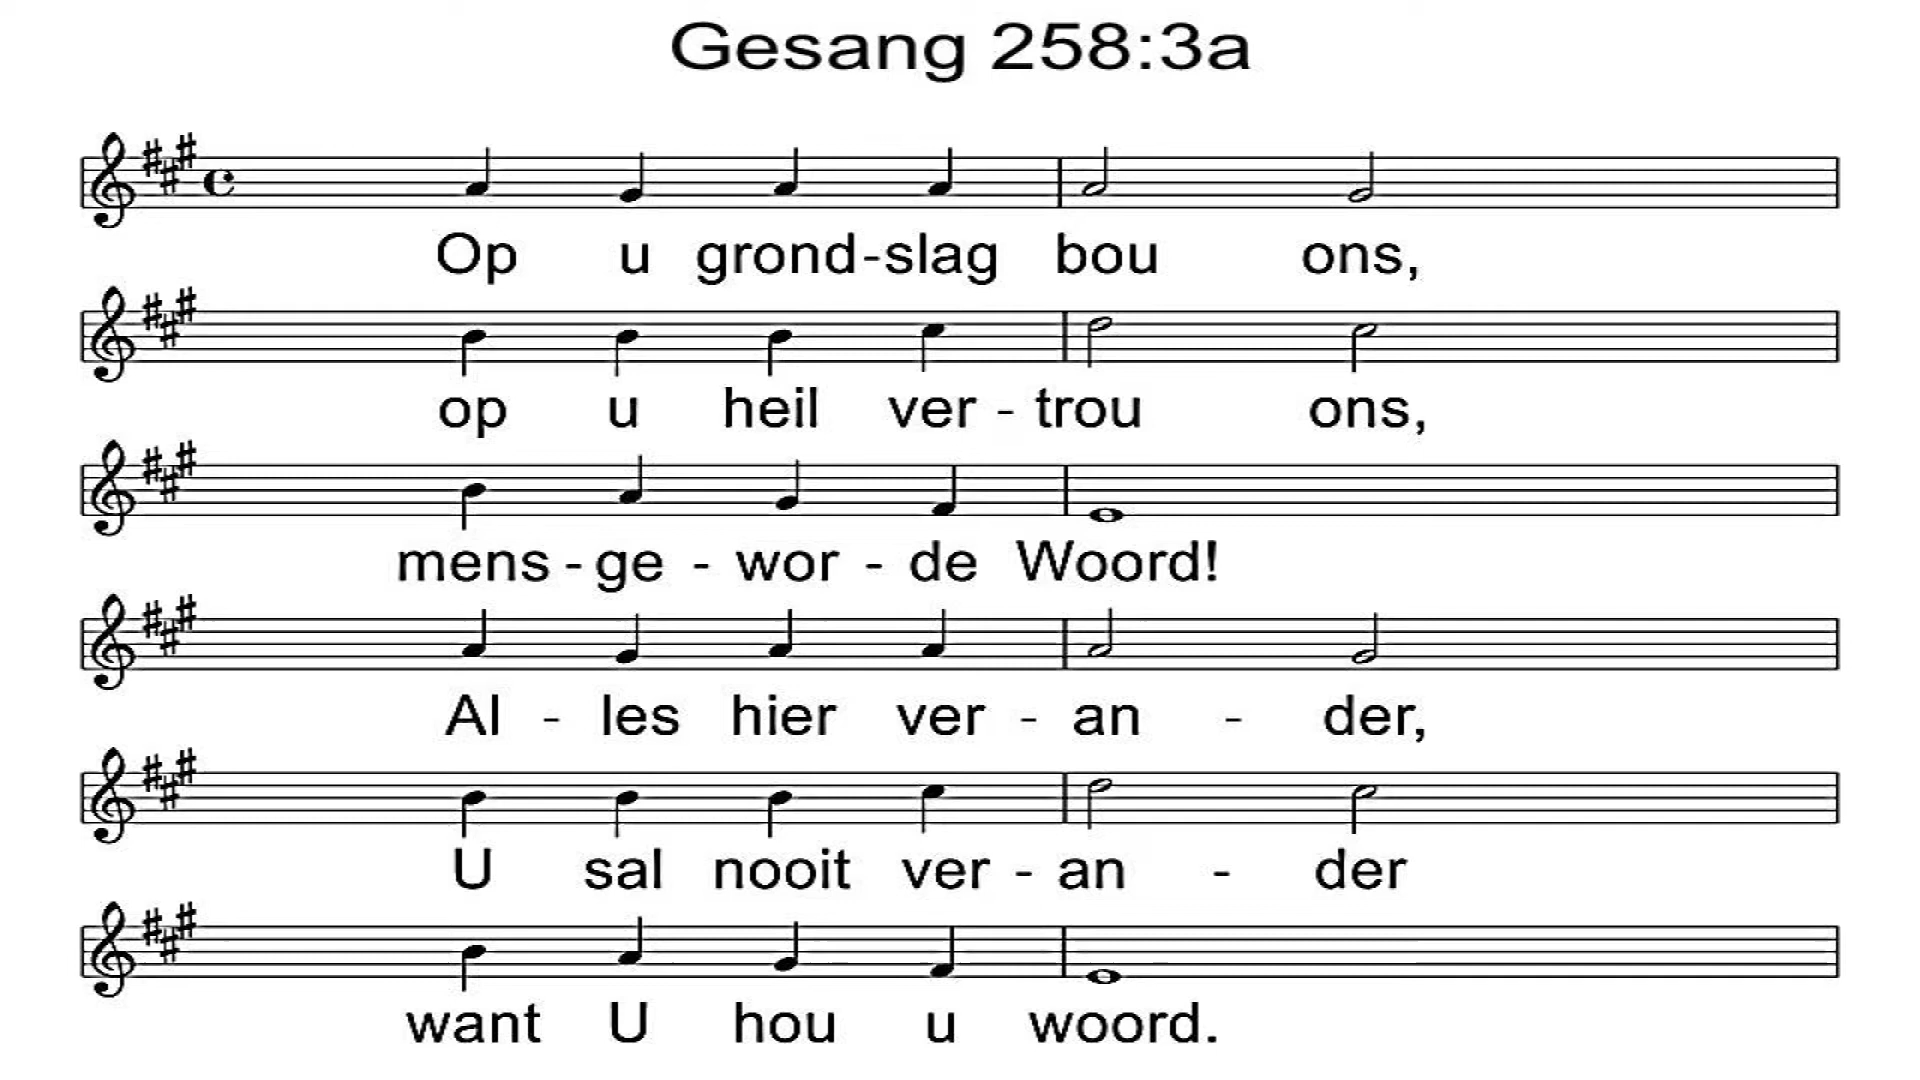 Gesang 258:3a
Op u grond-slag bou ons,
op u heil ver - trou ons,
mens - ge - wor - de Woord!
Al - les hier ver - an - der,
U sal nooit ver - an - der
want U hou u woord.